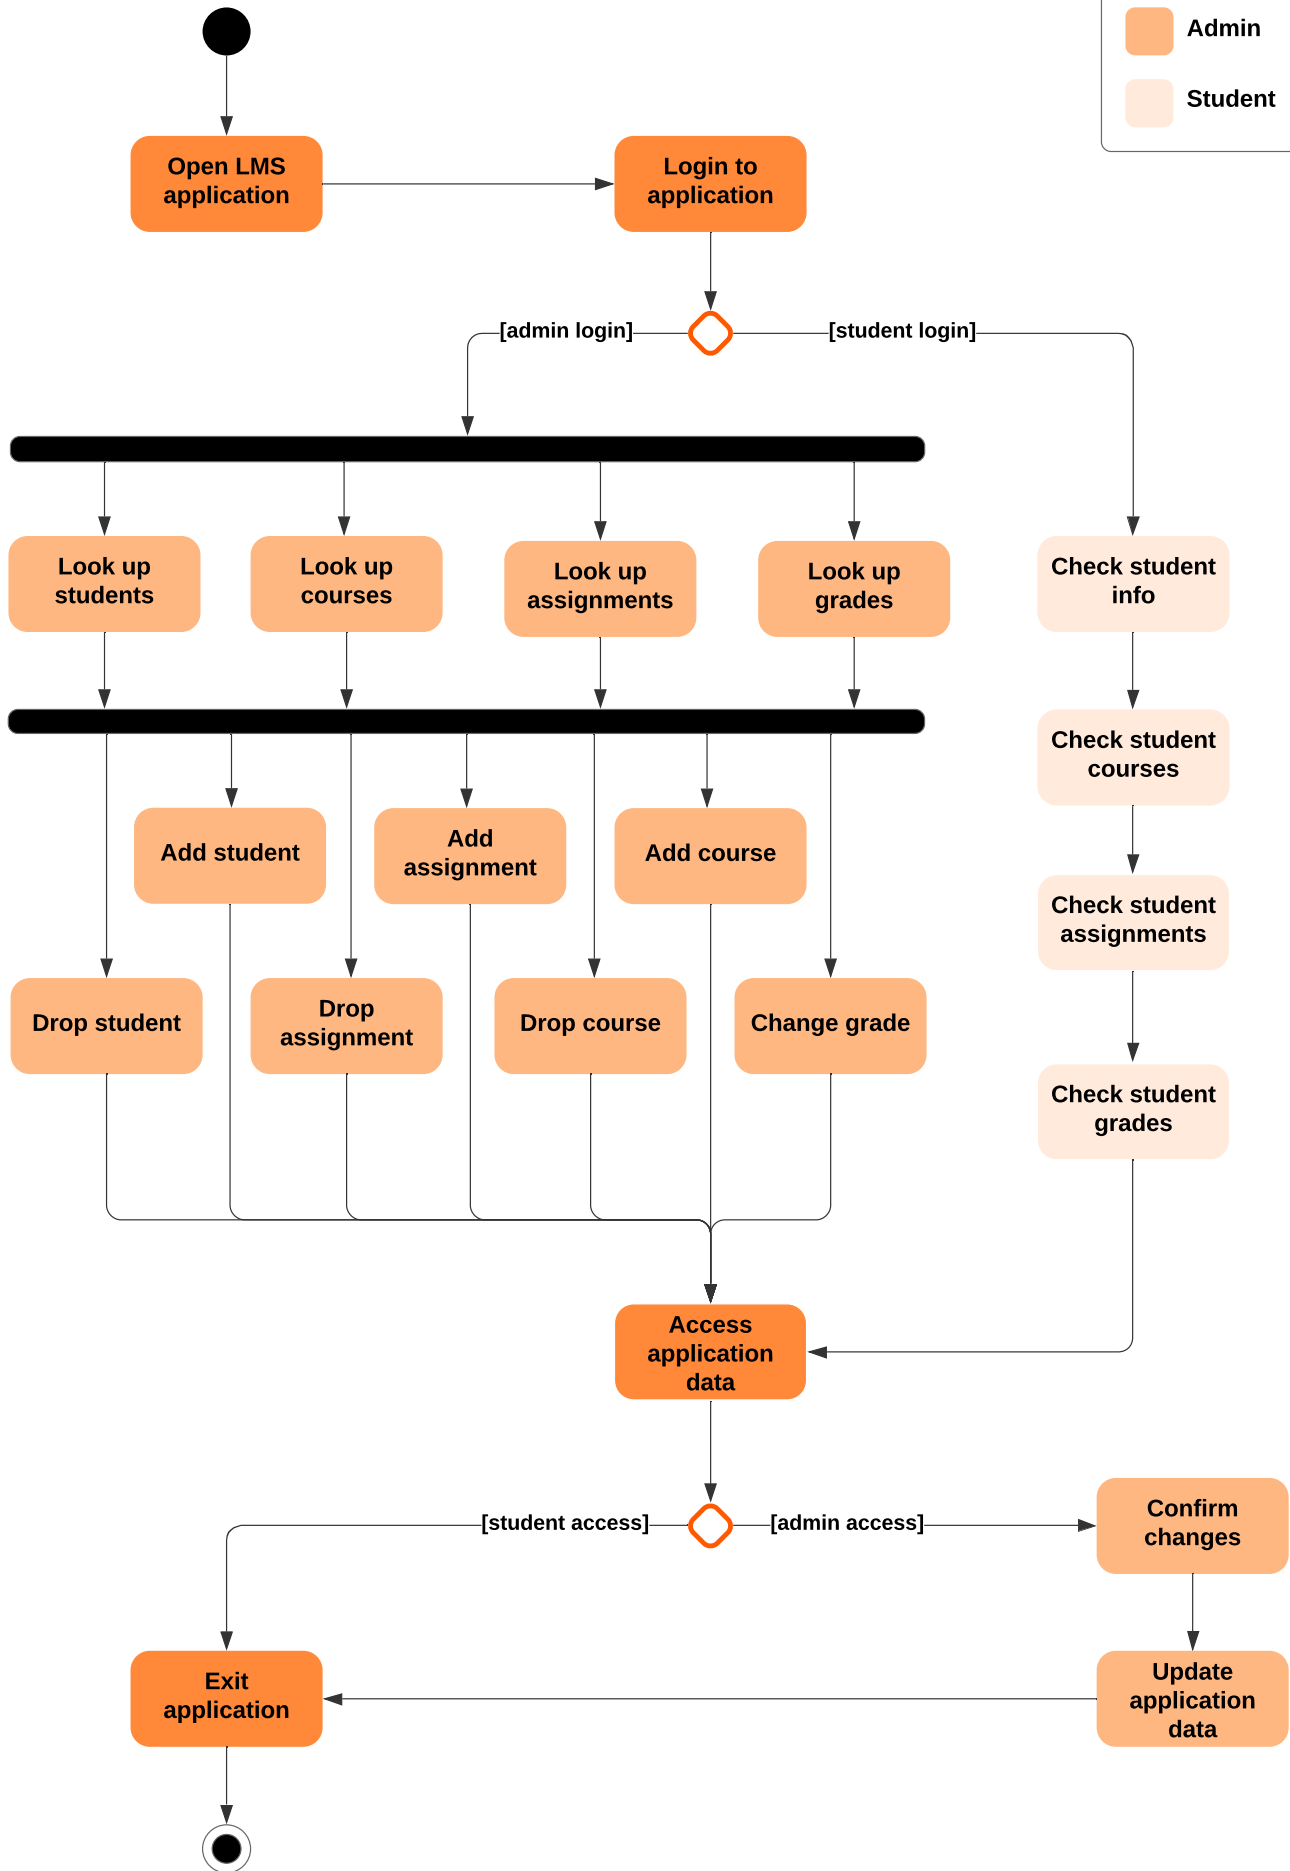 Admin
Student
Open LMS
application
Login to
application
[admin login]
[student login]
Look up
students
Look up
courses
Look up
assignments
Look up
grades
Check student
info
Check student
courses
Add student
Add
assignment
Add course
Check student
assignments
Drop student
Drop
assignment
Drop course
Change grade
Check student
grades
Access
application
data
[student access]
[admin access]
Confirm
changes
Exit
application
Update
application
data